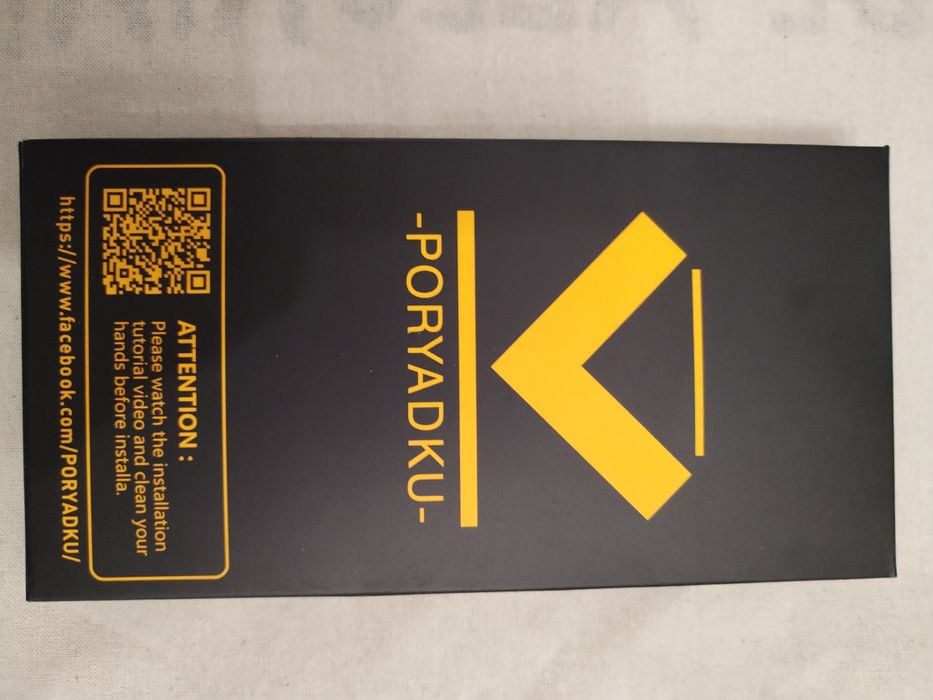 -PORYADKU-
ATTENTION :
Please watch the installation
tutorial video and clean your
hands before installa.
https://www.facebook.com/PORYADKU/